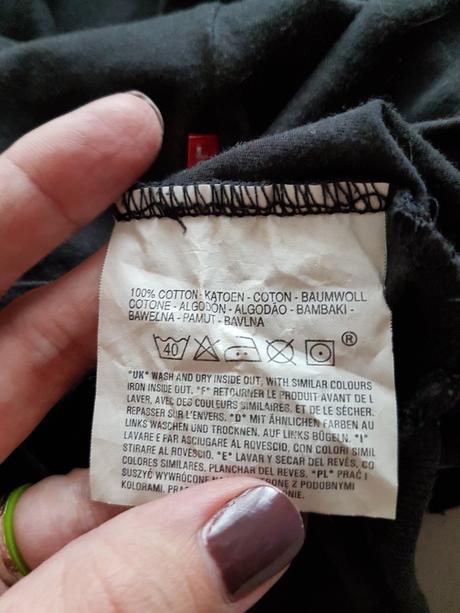 L
100% COTTON - KATOEN - COTON - BAUMWOLL
COTONE - ALGODÓN - ALGODÃO - BAMBAKI -
BAWEŁNA - PAMUT - BAVLNA
40
®
*UK* WASH AND DRY INSIDE OUT, WITH SIMILAR COLOURS
IRON INSIDE OUT. *F* RETOURNER LE PRODUIT AVANT DE L
LAVER, AVEC DES COULEURS SIMILAIRES, ET DE LE SÉCHER.
REPASSER SUR L'ENVERS. *D* MIT ÄHNLICHEN FARBEN AU
LINKS WASCHEN UND TROCKNEN. AUF LINKS BÜGELN. *I*
LAVARE E FAR ASCIUGARE AL ROVESCIO, CON COLORI SIMIL
STIRARE AL ROVESCIO. *E* LAVAR Y SECAR DEL REVÉS, CO
COLORES SIMILARES. PLANCHAR DEL REVES. *PL* PRAĆ I
SUSZYĆ WYWRÓCONE NA STRONĘ Z PODOBNYMI
KOLORAMI.